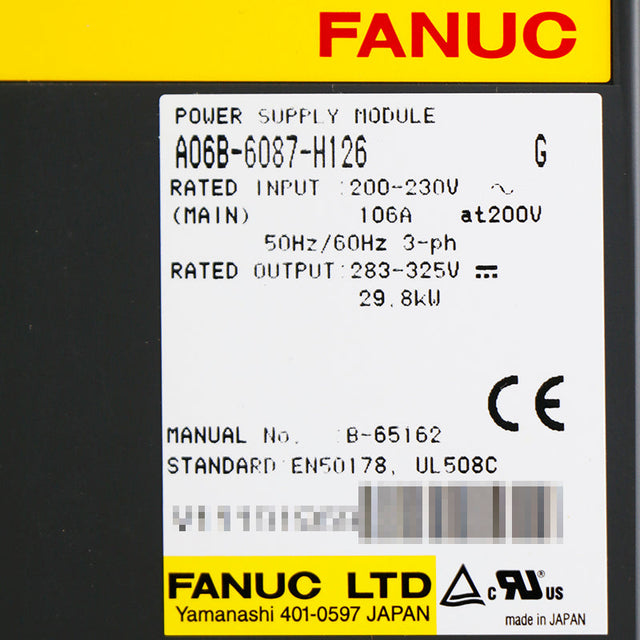 FANUC
POWER SUPPLY MODULE
A06B-6087-H126 G
RATED INPUT :200-230V ~
(MAIN) 106A at200V
50Hz/60Hz 3-ph
RATED OUTPUT:283-325V ⎓
29.8kW
CE
MANUAL No. :B-65162
STANDARD:EN50178, UL508C
FANUC LTD
Yamanashi 401-0597 JAPAN
c RU ® US
made in JAPAN